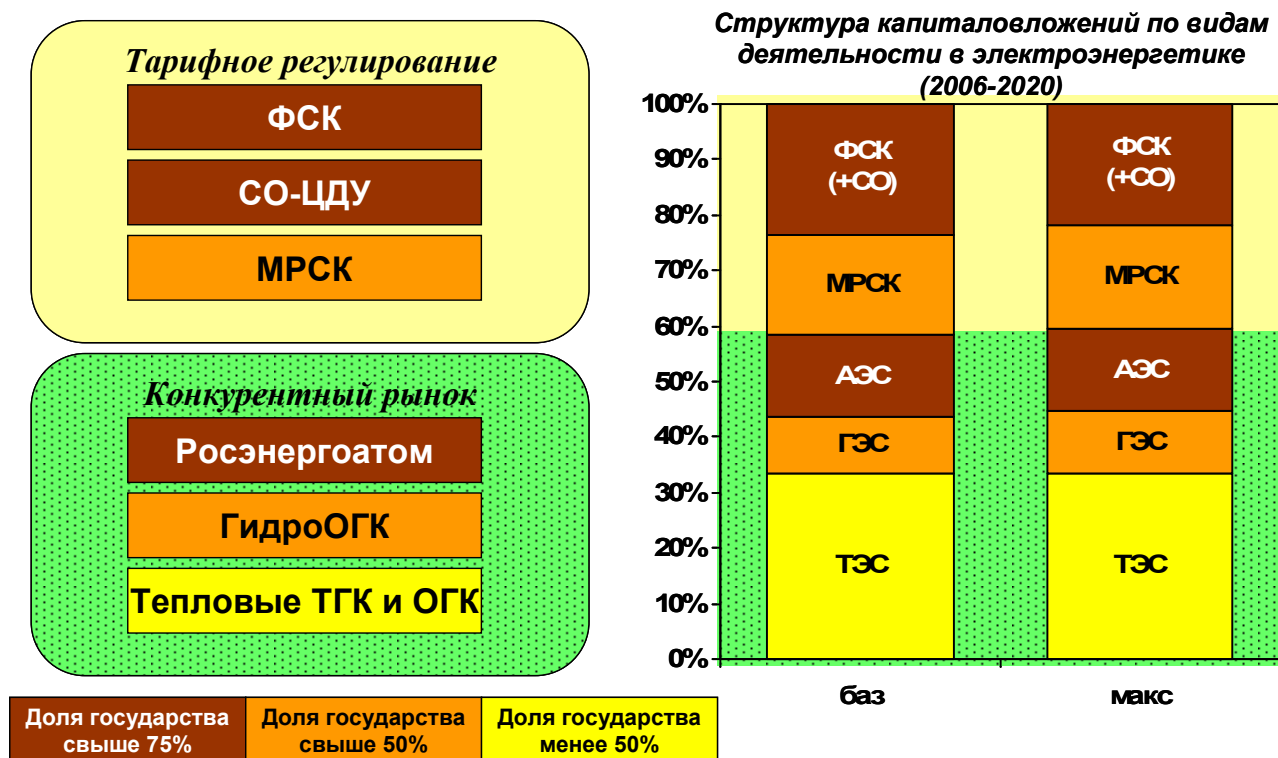 Тарифное регулирование
ФСК
СО-ЦДУ
МРСК
Конкурентный рынок
Росэнергоатом
ГидроОГК
Тепловые ТГК и ОГК
Доля государства
свыше 75%
Доля государства
свыше 50%
Доля государства
менее 50%
Структура капиталовложений по видам
деятельности в электроэнергетике
(2006-2020)
100%
90%
80%
70%
60%
50%
40%
30%
20%
10%
0%
ФСК
(+СО)
МРСК
АЭС
ГЭС
ТЭС
ФСК
(+СО)
МРСК
АЭС
ГЭС
ТЭС
баз
макс